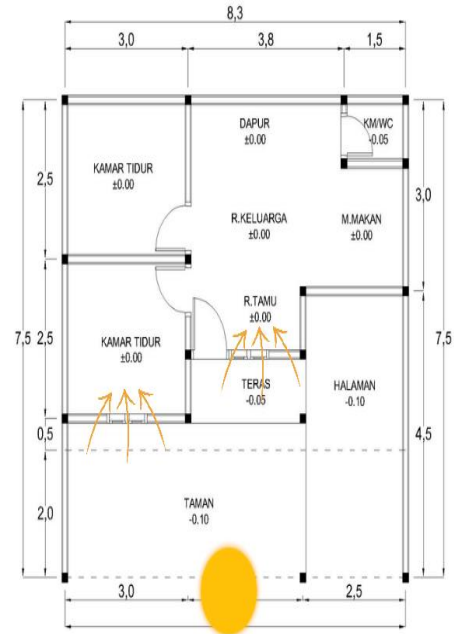 8,3
3,0
3,8
1,5
DAPUR
±0.00
KM/WC
-0.05
KAMAR TIDUR
±0.00
2,5
3,0
R.KELUARGA
±0.00
M.MAKAN
±0.00
R.TAMU
±0.00
7,5
2,5
7,5
KAMAR TIDUR
±0.00
TERAS
-0.05
HALAMAN
-0.10
0,5
4,5
2,0
TAMAN
-0.10
3,0
2,5